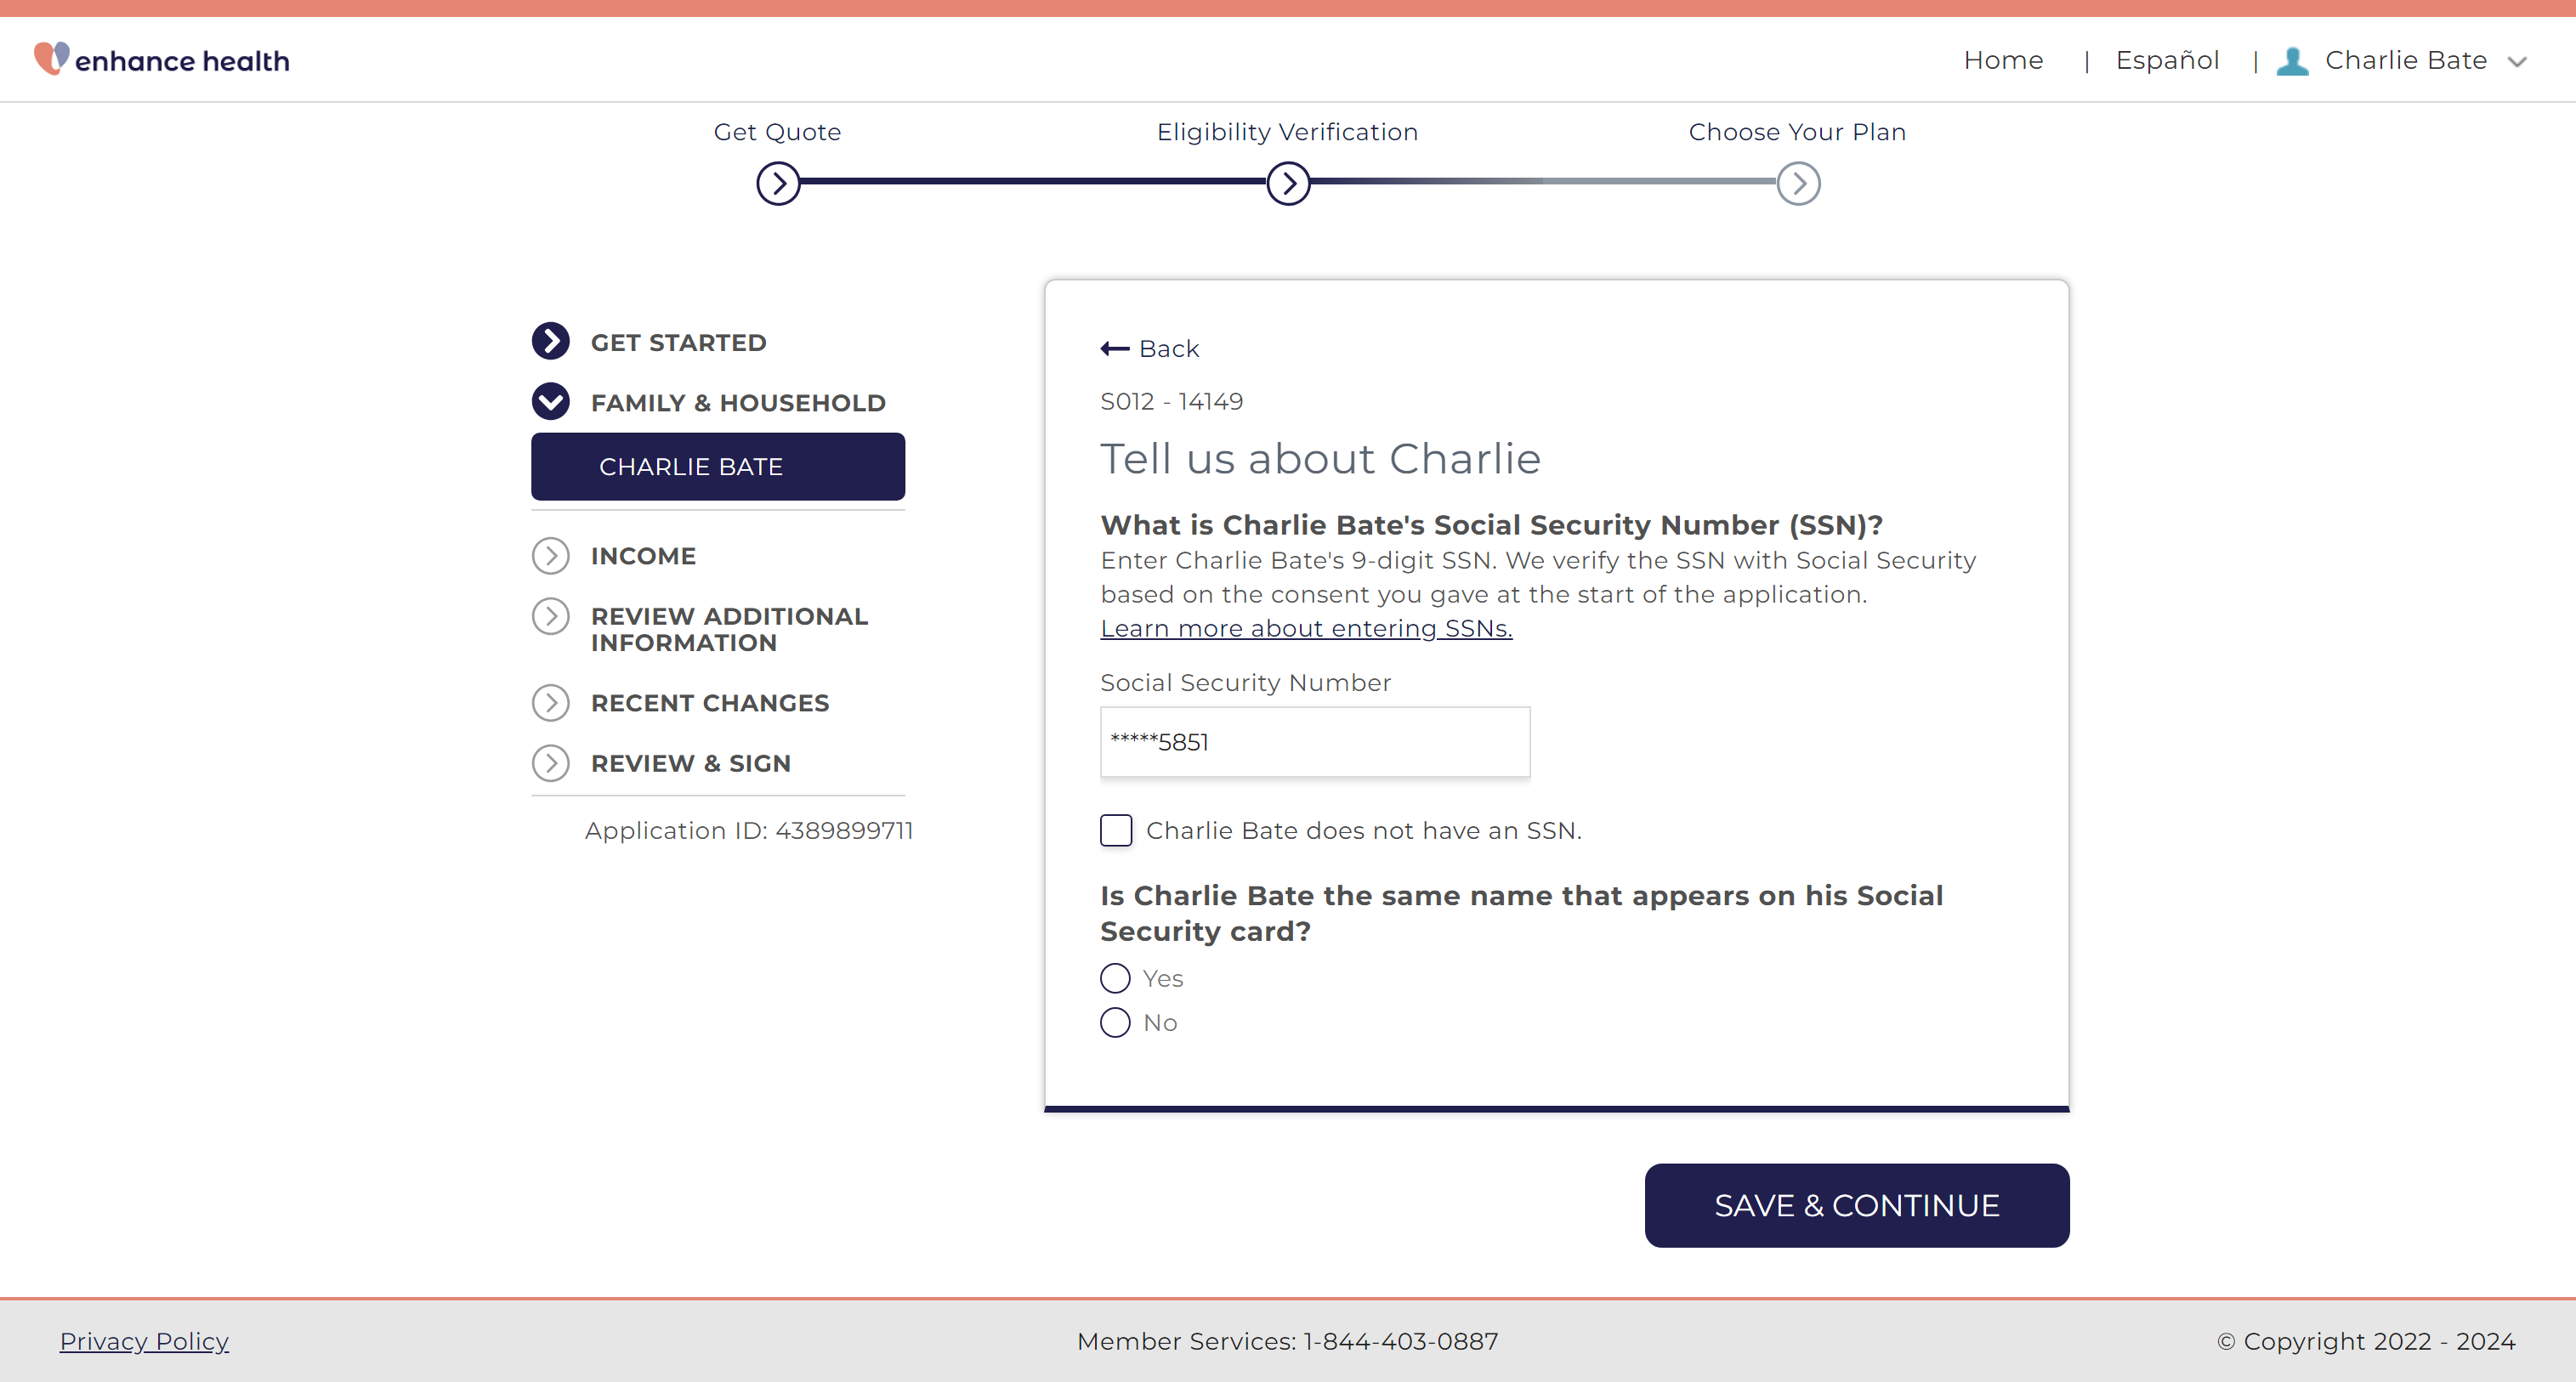 enhance health
Home | Español | Charlie Bate
Get Quote
Eligibility Verification
Choose Your Plan
GET STARTED
FAMILY & HOUSEHOLD
CHARLIE BATE
INCOME
REVIEW ADDITIONAL
INFORMATION
RECENT CHANGES
REVIEW & SIGN
Application ID: 4389899711
Back
S012 - 14149
Tell us about Charlie
What is Charlie Bate's Social Security Number (SSN)?
Enter Charlie Bate's 9-digit SSN. We verify the SSN with Social Security
based on the consent you gave at the start of the application.
Learn more about entering SSNs.
Social Security Number
*****5851
Charlie Bate does not have an SSN.
Is Charlie Bate the same name that appears on his Social
Security card?
Yes
No
SAVE & CONTINUE
Privacy Policy
Member Services: 1-844-403-0887
© Copyright 2022 - 2024